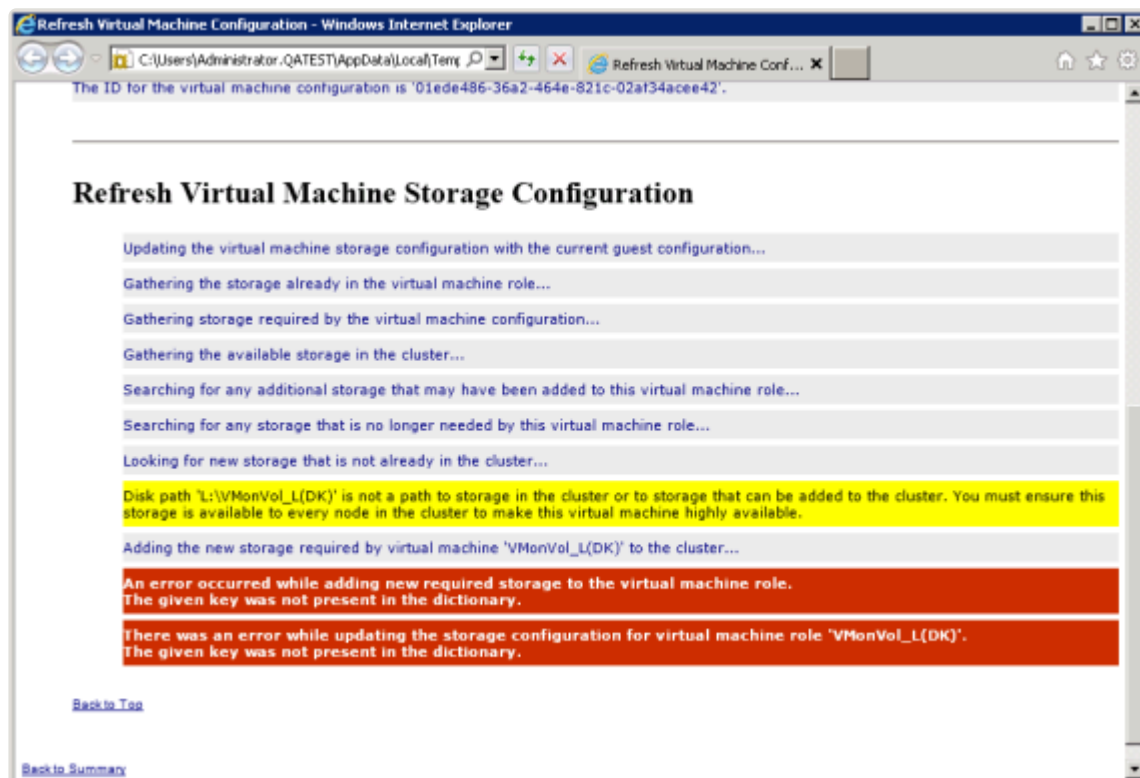 Refresh Virtual Machine Configuration - Windows Internet Explorer
C:\Users\Administrator.QATEST\AppData\Local\Temp
Refresh Virtual Machine Conf...
The ID for the virtual machine configuration is '01ede486-36a2-464e-821c-02af34acee42'.
Refresh Virtual Machine Storage Configuration
Updating the virtual machine storage configuration with the current guest configuration...
Gathering the storage already in the virtual machine role...
Gathering storage required by the virtual machine configuration...
Gathering the available storage in the cluster...
Searching for any additional storage that may have been added to this virtual machine role...
Searching for any storage that is no longer needed by this virtual machine role...
Looking for new storage that is not already in the cluster...
Disk path 'L:\VMonVol_L(DK)' is not a path to storage in the cluster or to storage that can be added to the cluster. You must ensure this
storage is available to every node in the cluster to make this virtual machine highly available.
Adding the new storage required by virtual machine 'VMonVol_L(DK)' to the cluster...
An error occurred while adding new required storage to the virtual machine role.
The given key was not present in the dictionary.
There was an error while updating the storage configuration for virtual machine role 'VMonVol_L(DK)'.
The given key was not present in the dictionary.
Back to Top
Back to Summary